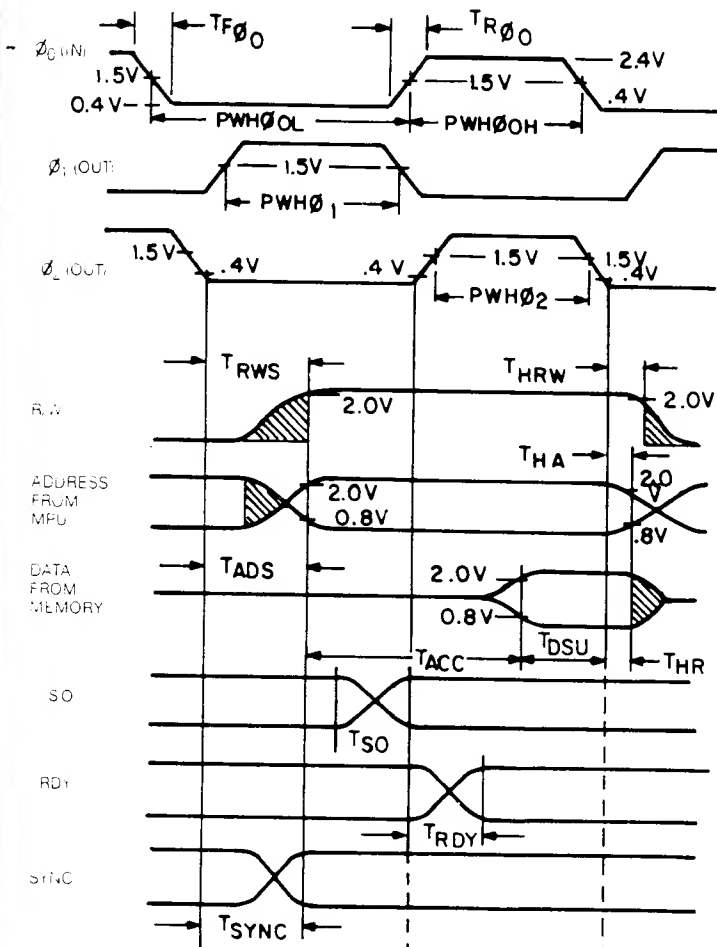 TFØ0
TRØ0
Ø0 (IN)
2.4V
1.5V
1.5V
0.4V
.4V
PWHØ0L
PWHØ0H
Ø1 (OUT)
1.5V
PWHØ1
Ø2 (OUT)
1.5V
.4V
.4V
1.5V
1.5V
.4V
PWHØ2
TRWS
THRW
R/W
2.0V
2.0V
THA
ADDRESS
FROM
MPU
2.0V
0.8V
2.0
V
.8V
DATA
FROM
MEMORY
TADS
2.0V
0.8V
TACC
TDSU
THR
SO
TSO
RDY
TRDY
SYNC
TSYNC